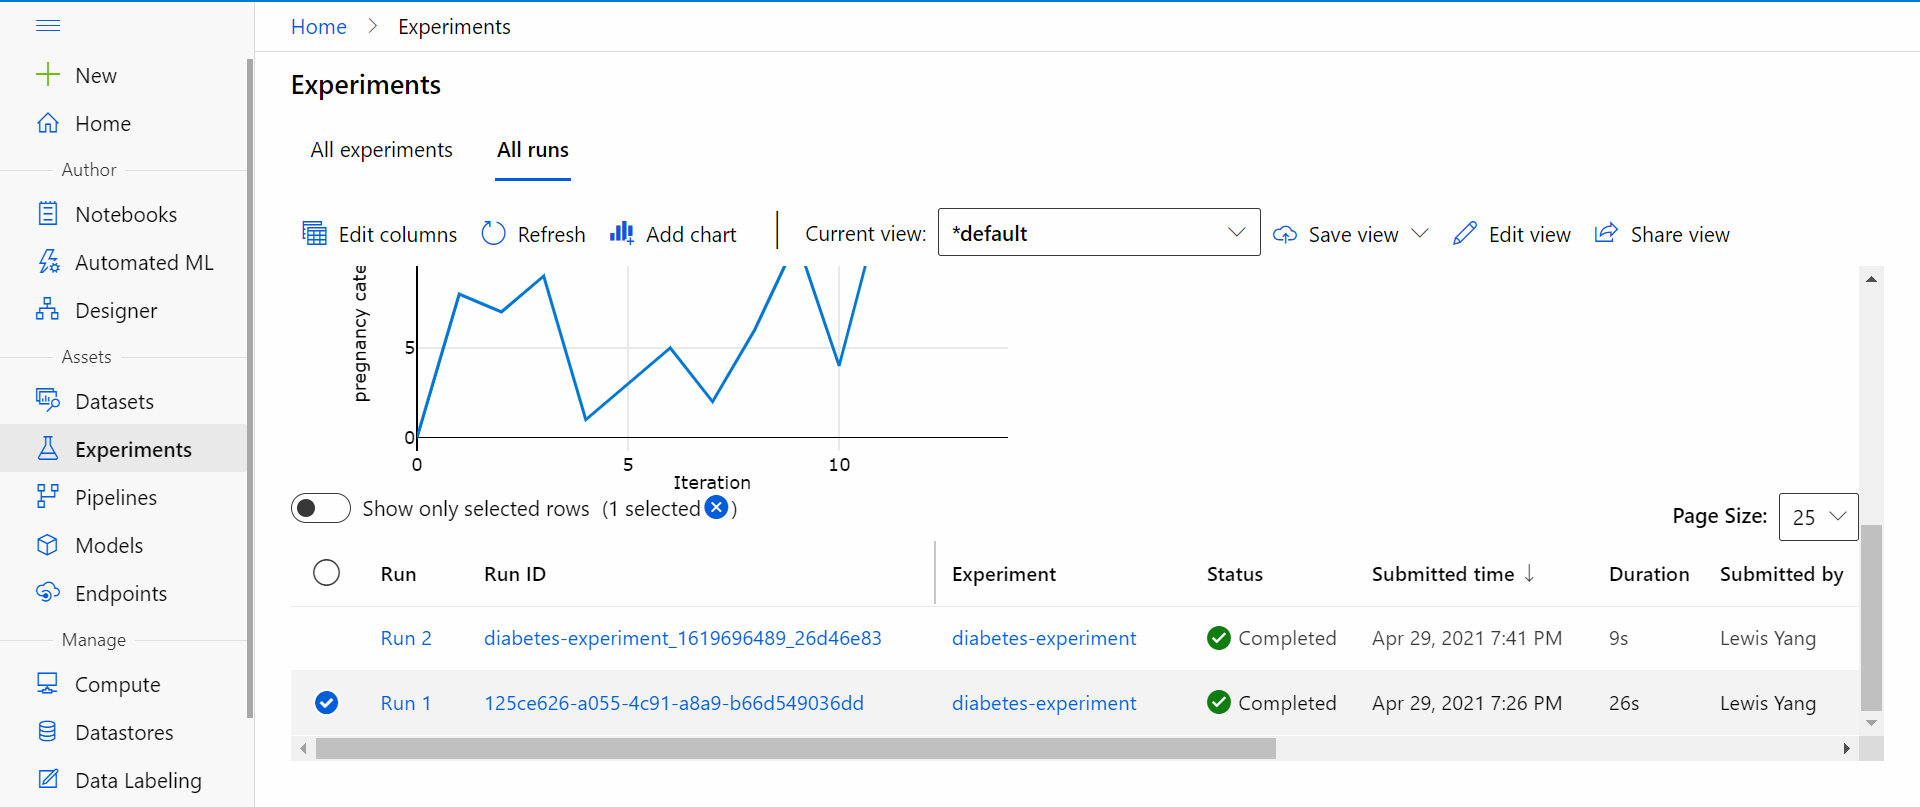 Home > Experiments
New
Home
Author
Notebooks
Automated ML
Designer
Assets
Datasets
Experiments
Pipelines
Models
Endpoints
Manage
Compute
Datastores
Data Labeling
Experiments
All experiments All runs
Edit columns Refresh Add chart Current view: *default Save view Edit view Share view
pregnancy cate
5
0
0 5 10
Iteration
Show only selected rows (1 selected )
Page Size: 25
Run Run ID Experiment Status Submitted time ↓ Duration Submitted by
Run 2 diabetes-experiment_1619696489_26d46e83 diabetes-experiment Completed Apr 29, 2021 7:41 PM 9s Lewis Yang
Run 1 125ce626-a055-4c91-a8a9-b66d549036dd diabetes-experiment Completed Apr 29, 2021 7:26 PM 26s Lewis Yang